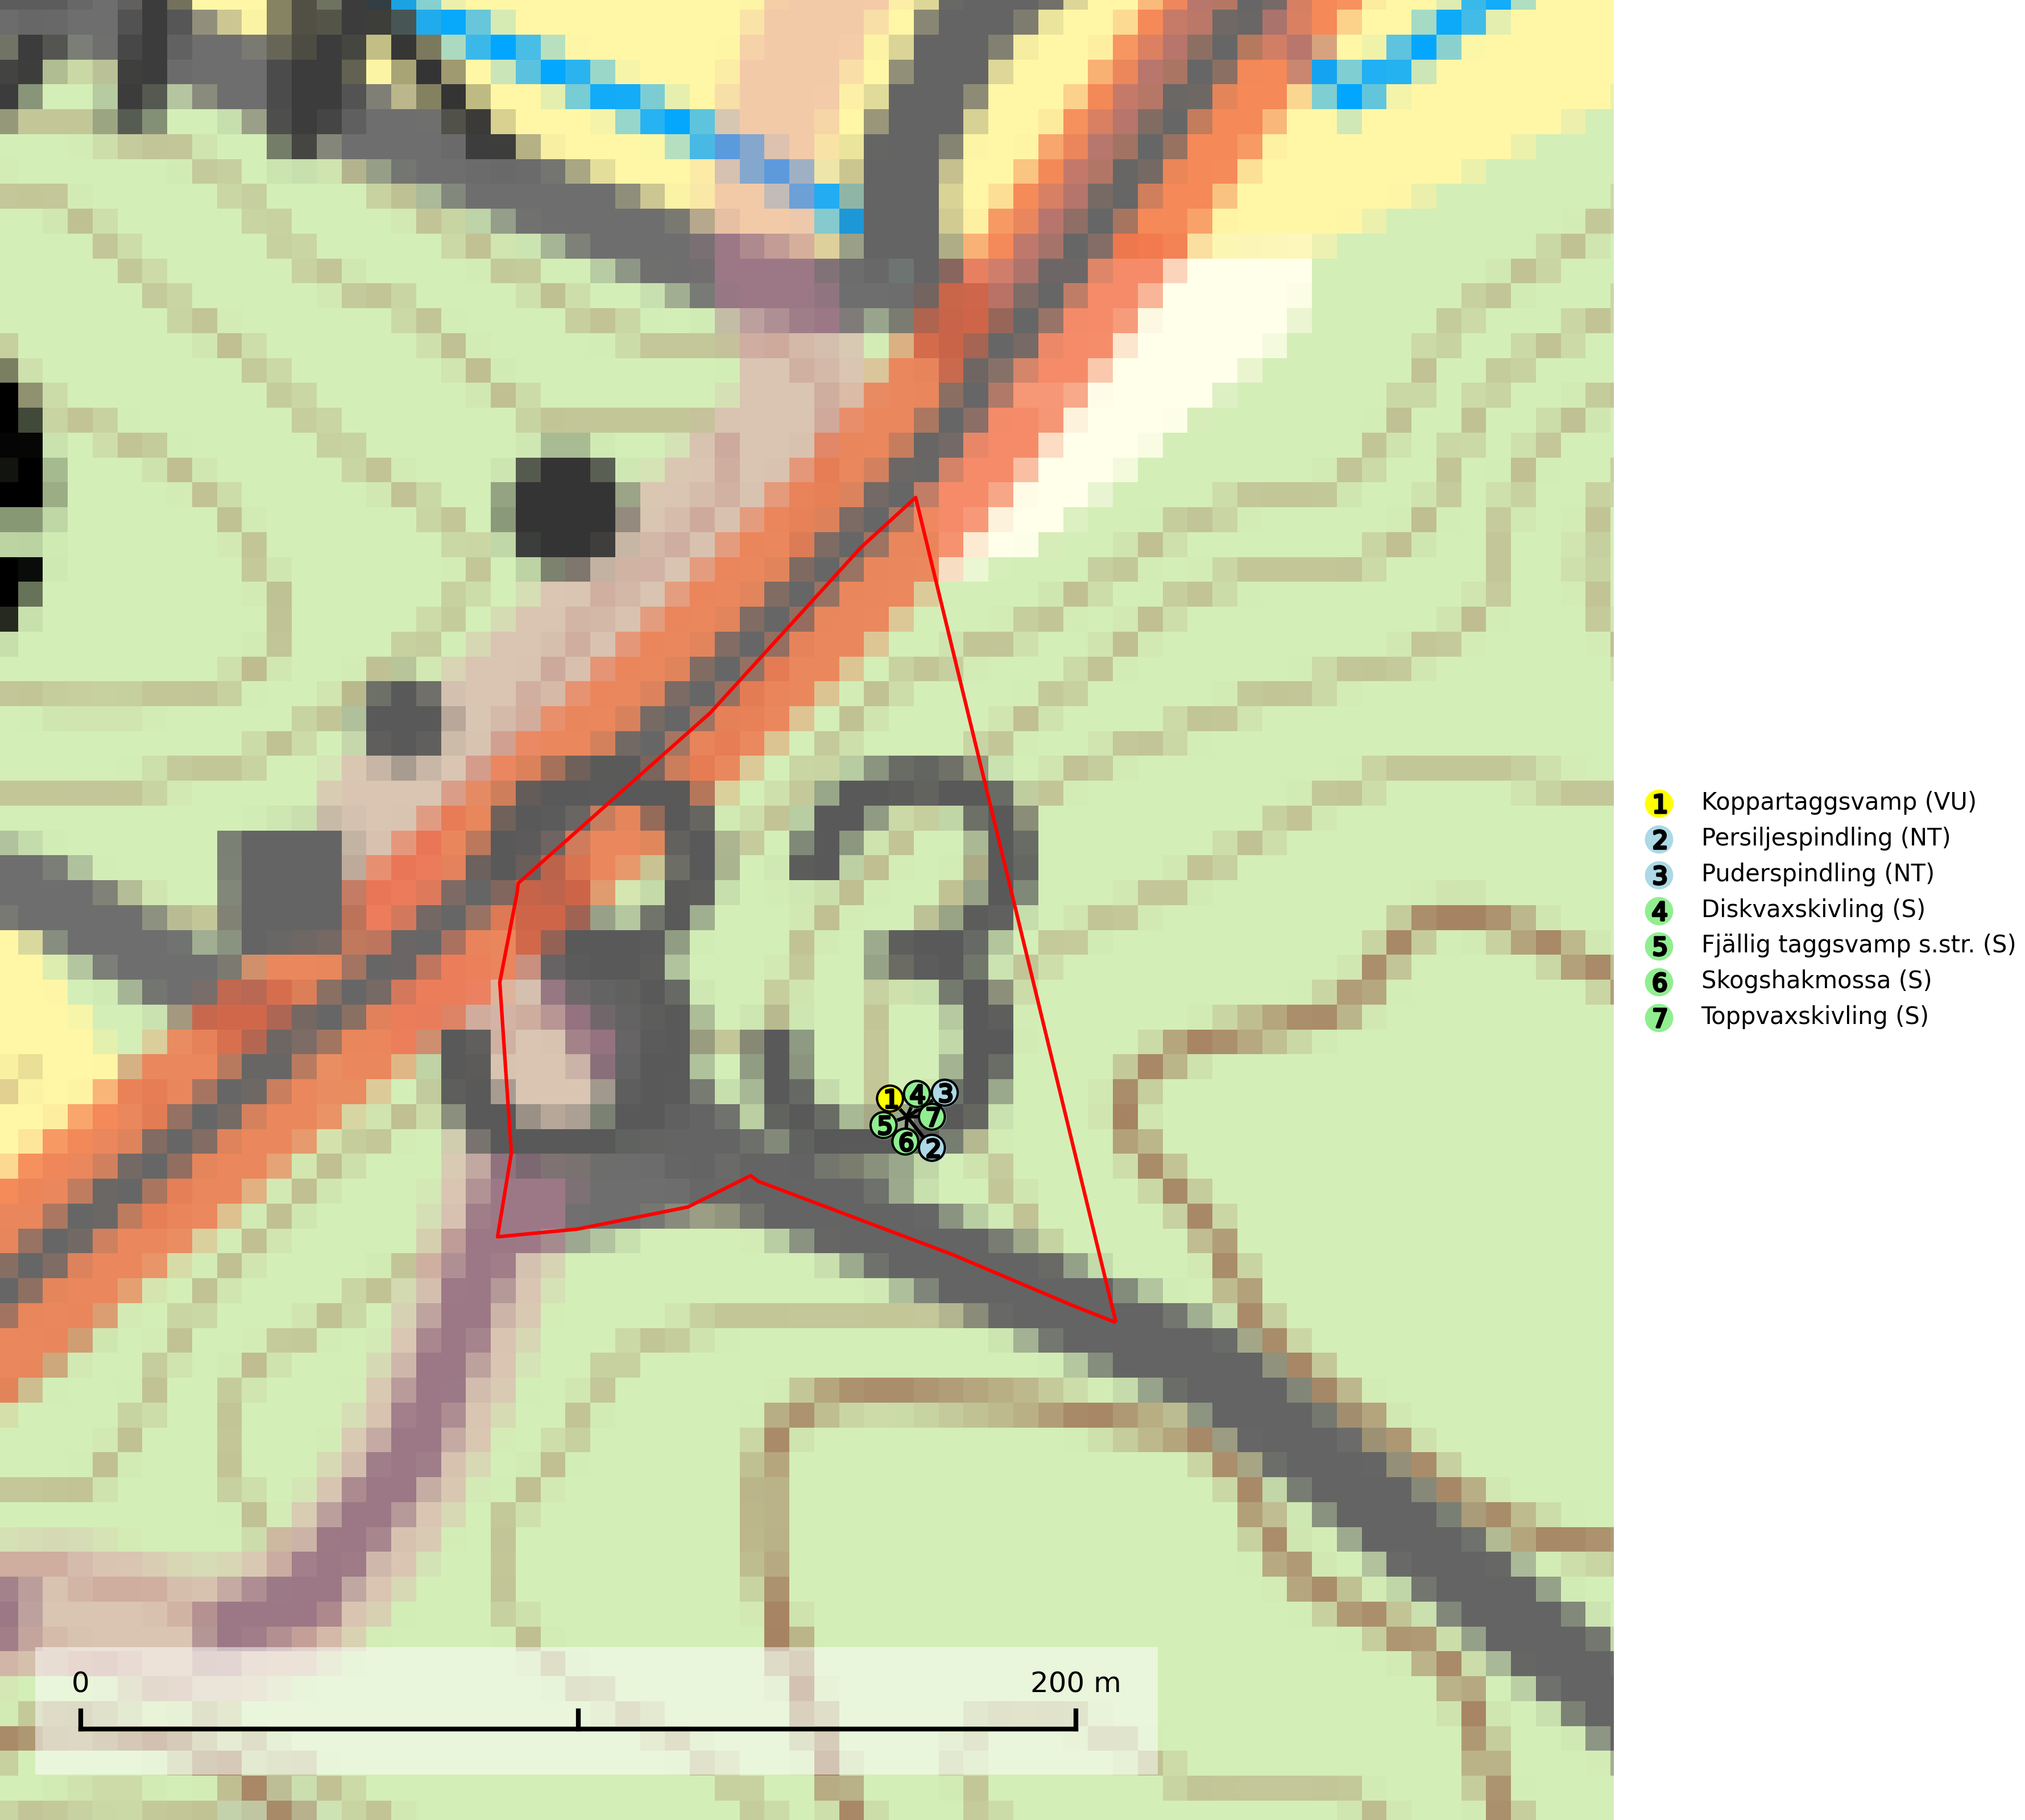 1 Koppartaggsvamp (VU)
2 Persiljespindling (NT)
3 Puderspindling (NT)
4 Diskvaxskivling (S)
5 Fjällig taggsvamp s.str. (S)
6 Skogshakmossa (S)
7 Toppvaxskivling (S)
1 4 3
5 7
6 2
0 200 m